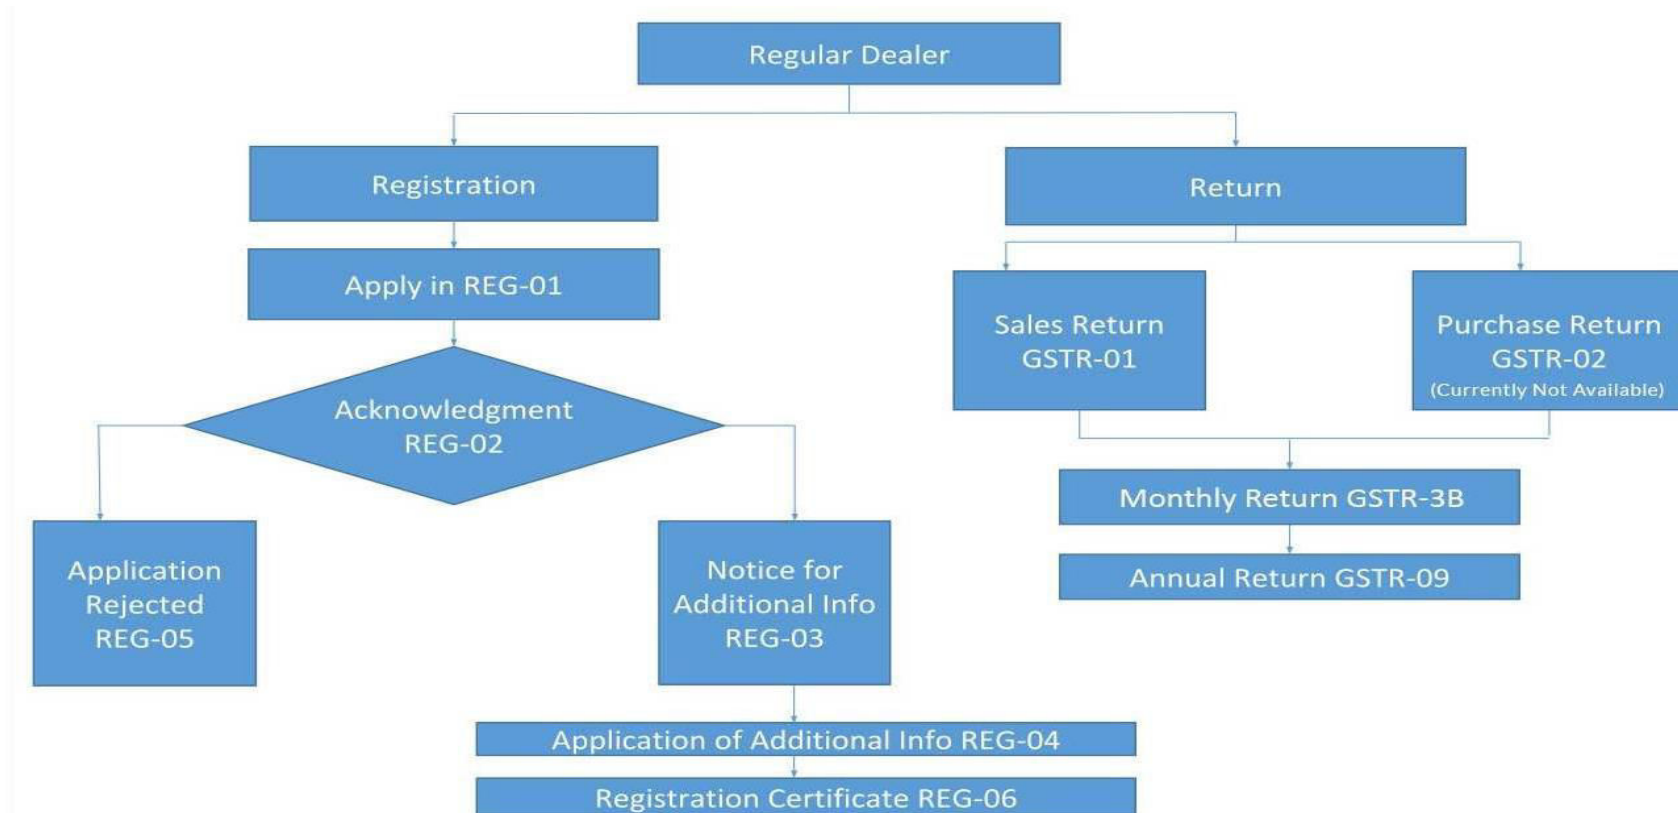 Regular Dealer
Registration
Return
Apply in REG-01
Sales Return
GSTR-01
Purchase Return
GSTR-02
(Currently Not Available)
Acknowledgment
REG-02
Monthly Return GSTR-3B
Application
Rejected
REG-05
Notice for
Additional Info
REG-03
Annual Return GSTR-09
Application of Additional Info REG-04
Registration Certificate REG-06